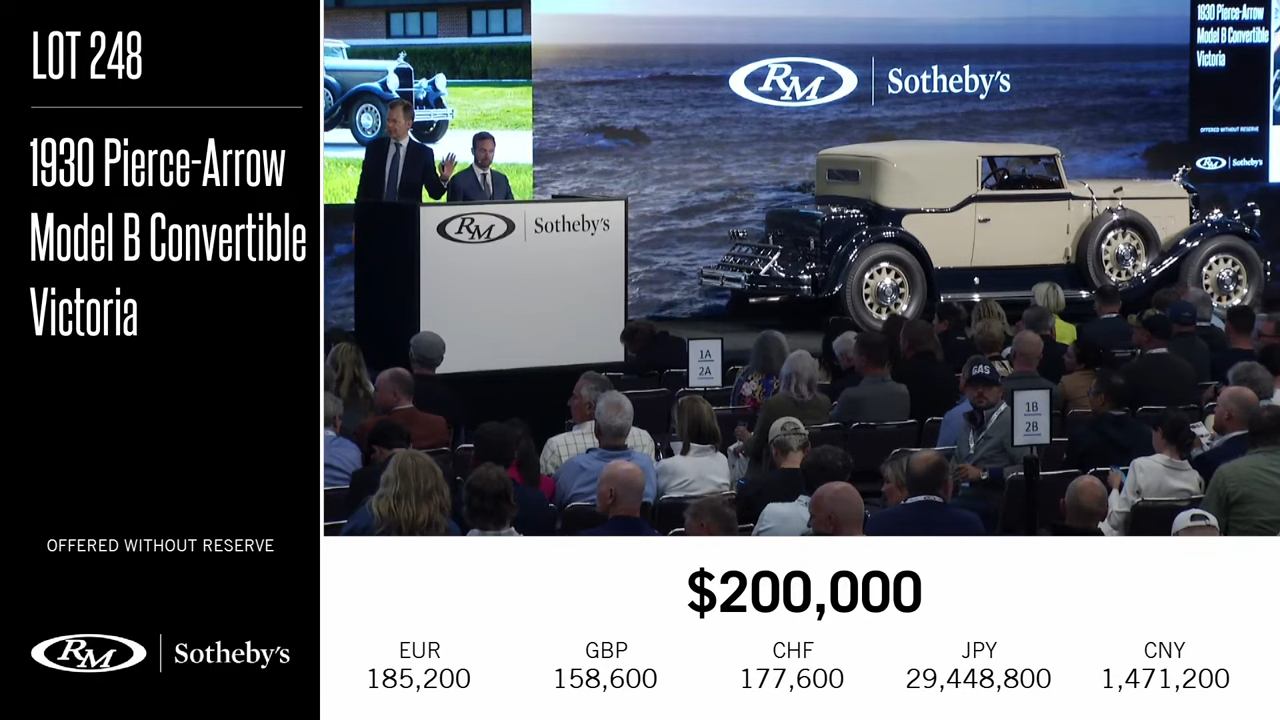 LOT 248
1930 Pierce-Arrow
Model B Convertible
Victoria
OFFERED WITHOUT RESERVE
RM Sotheby's
RM Sotheby's
RM Sotheby's
1930 Pierce-Arrow
Model B Convertible
Victoria
OFFERED WITHOUT RESERVE
RM Sotheby's
1A
2A
GAS
1B
2B
$200,000
EUR GBP CHF JPY CNY
185,200 158,600 177,600 29,448,800 1,471,200